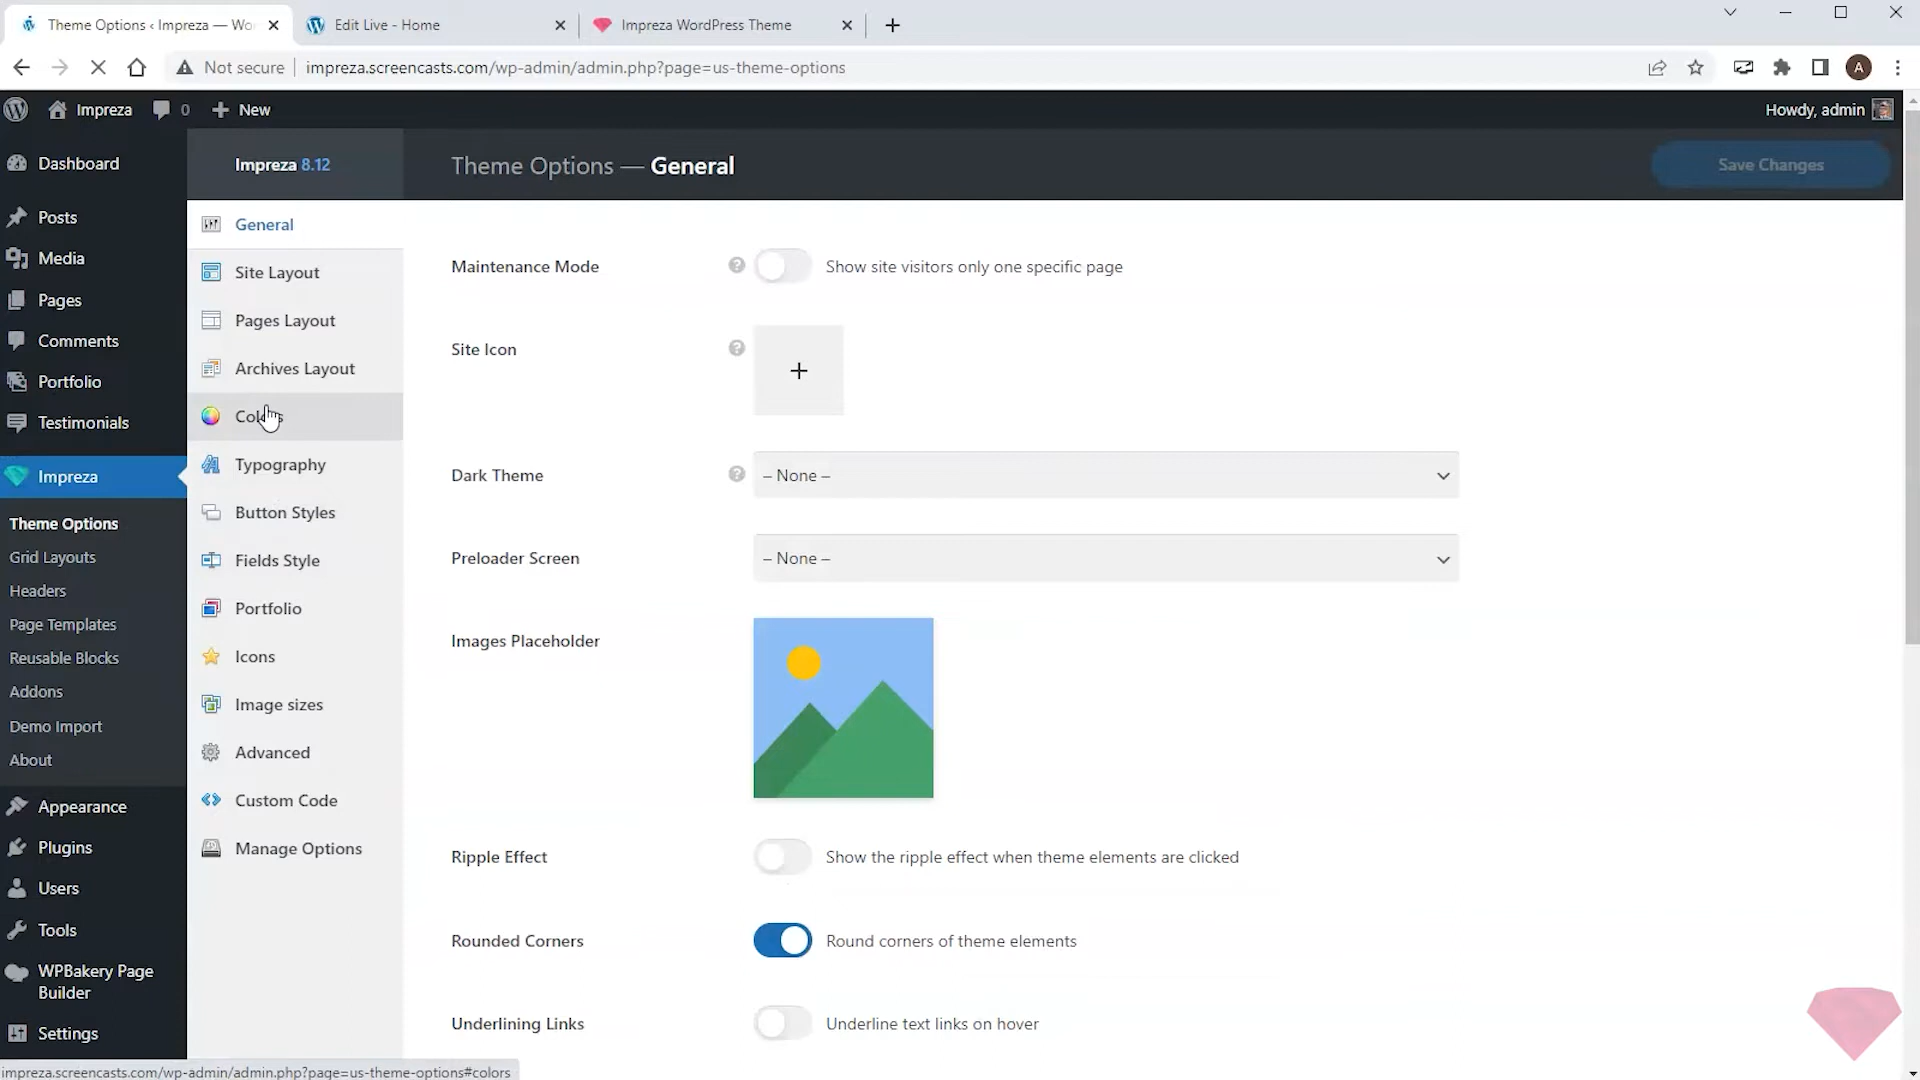 Theme Options ‹ Impreza — Wo
Edit Live - Home
Impreza WordPress Theme
Not secure
impreza.screencasts.com/wp-admin/admin.php?page=us-theme-options
A
Impreza
0
New
Howdy, admin
Dashboard
Posts
Media
Pages
Comments
Portfolio
Testimonials
Impreza
Theme Options
Grid Layouts
Headers
Page Templates
Reusable Blocks
Addons
Demo Import
About
Appearance
Plugins
Users
Tools
WPBakery Page
Builder
Settings
Impreza 8.12
General
Site Layout
Pages Layout
Archives Layout
Colors
Typography
Button Styles
Fields Style
Portfolio
Icons
Image sizes
Advanced
Custom Code
Manage Options
Theme Options — General
Save Changes
Maintenance Mode
Show site visitors only one specific page
Site Icon
Dark Theme
– None –
Preloader Screen
– None –
Images Placeholder
Ripple Effect
Show the ripple effect when theme elements are clicked
Rounded Corners
Round corners of theme elements
Underlining Links
Underline text links on hover
impreza.screencasts.com/wp-admin/admin.php?page=us-theme-options#colors